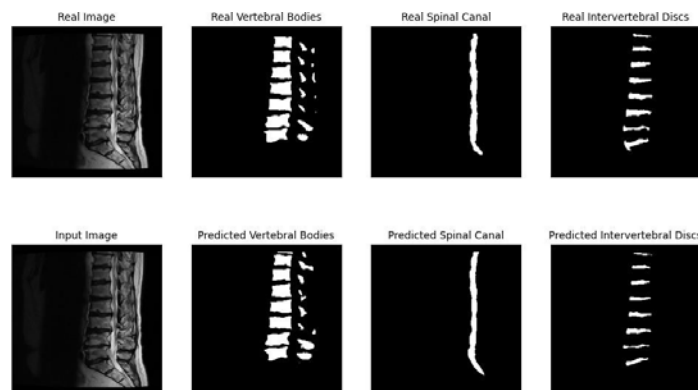 Real Image
Real Vertebral Bodies
Real Spinal Canal
Real Intervertebral Discs
Input Image
Predicted Vertebral Bodies
Predicted Spinal Canal
Predicted Intervertebral Discs